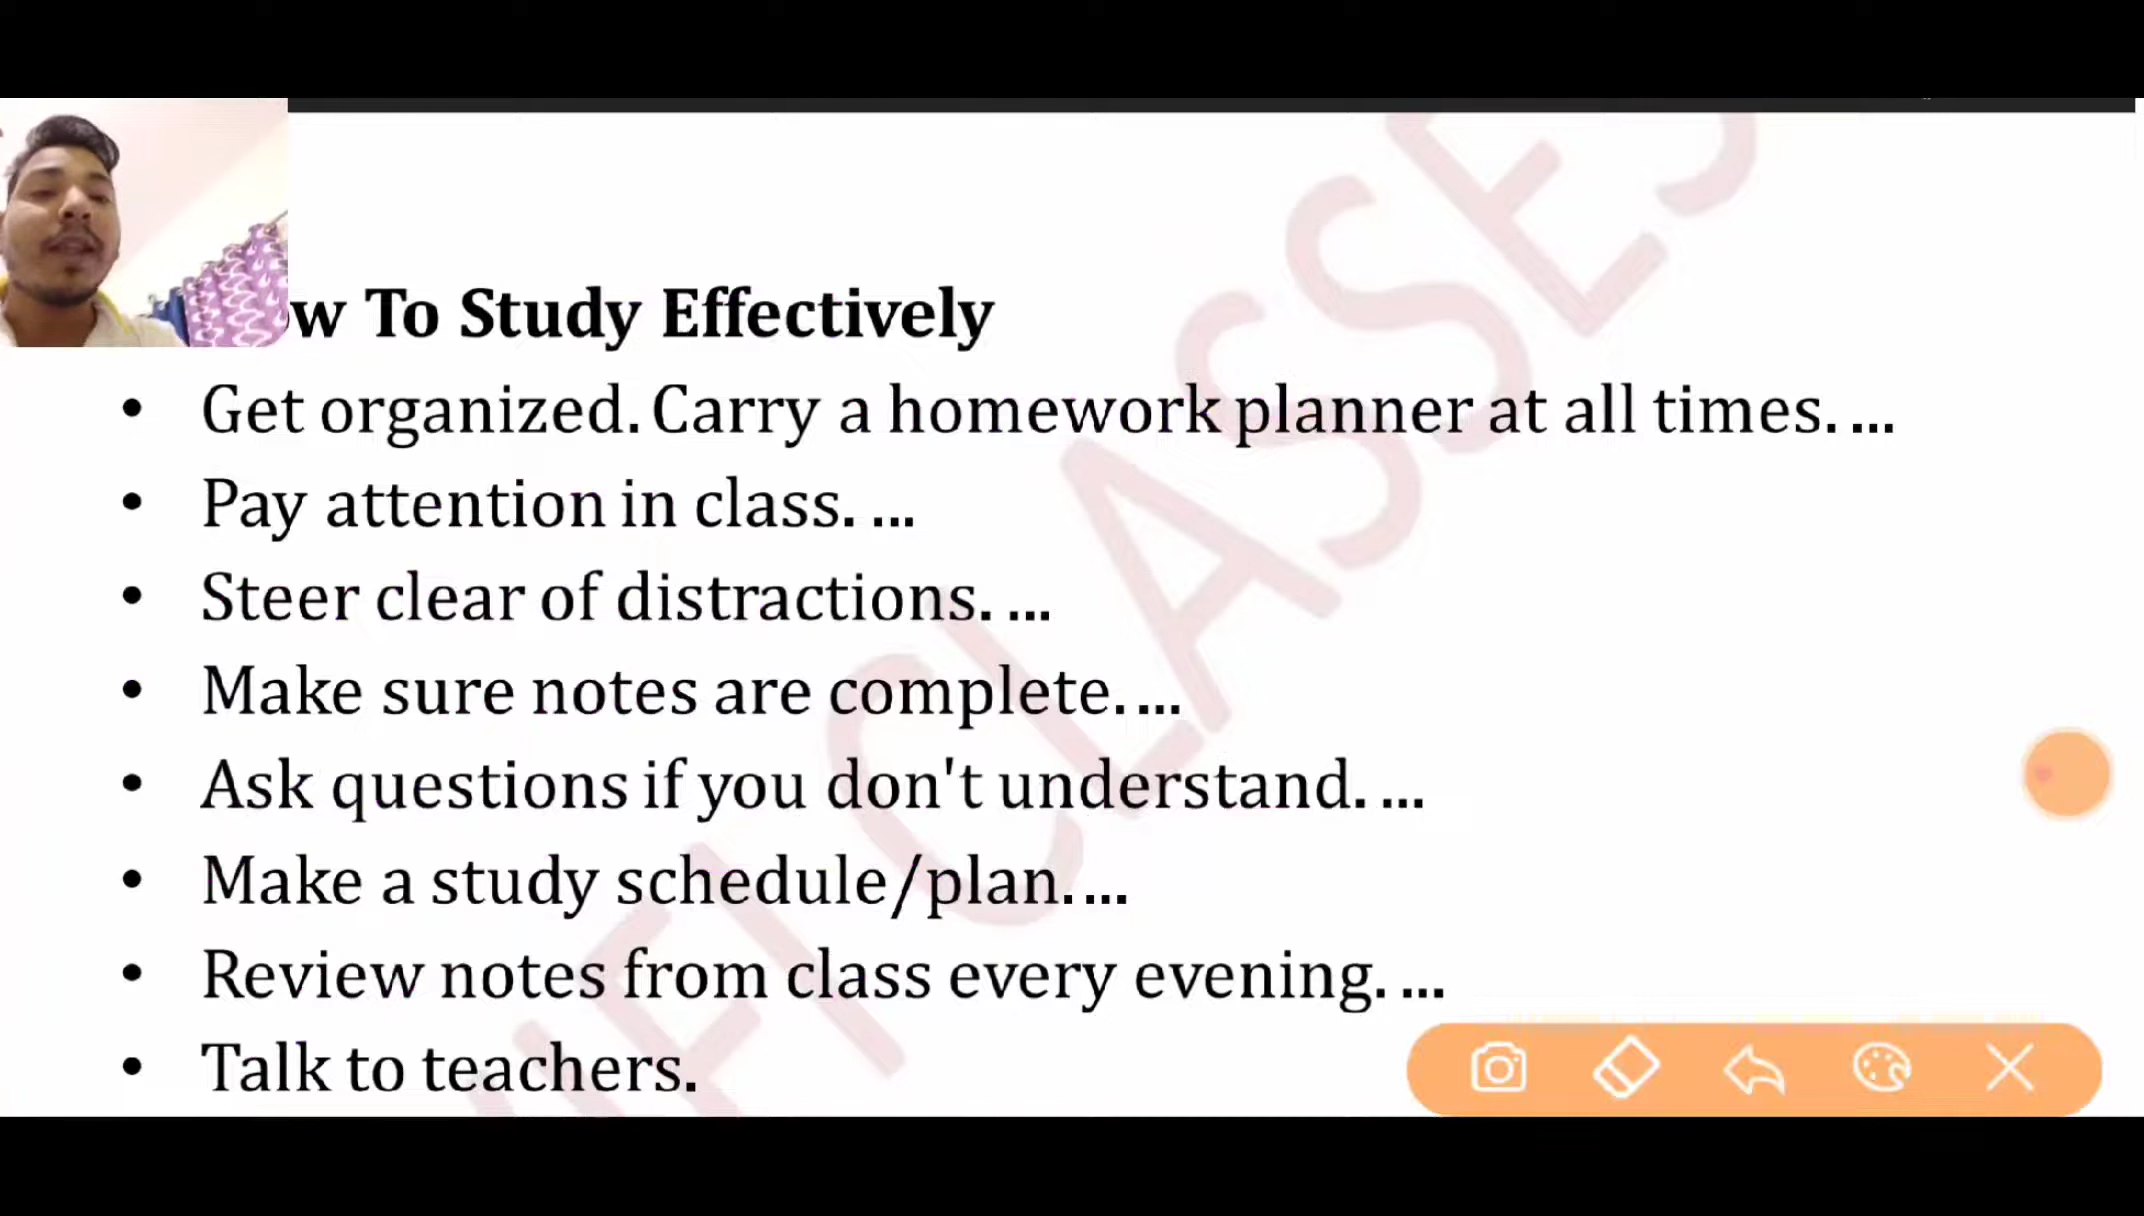 ow To Study Effectively
• Get organized. Carry a homework planner at all times. ...
• Pay attention in class. ...
• Steer clear of distractions. ...
• Make sure notes are complete. ...
• Ask questions if you don't understand. ...
• Make a study schedule/plan. ...
• Review notes from class every evening. ...
• Talk to teachers.
CLASSES